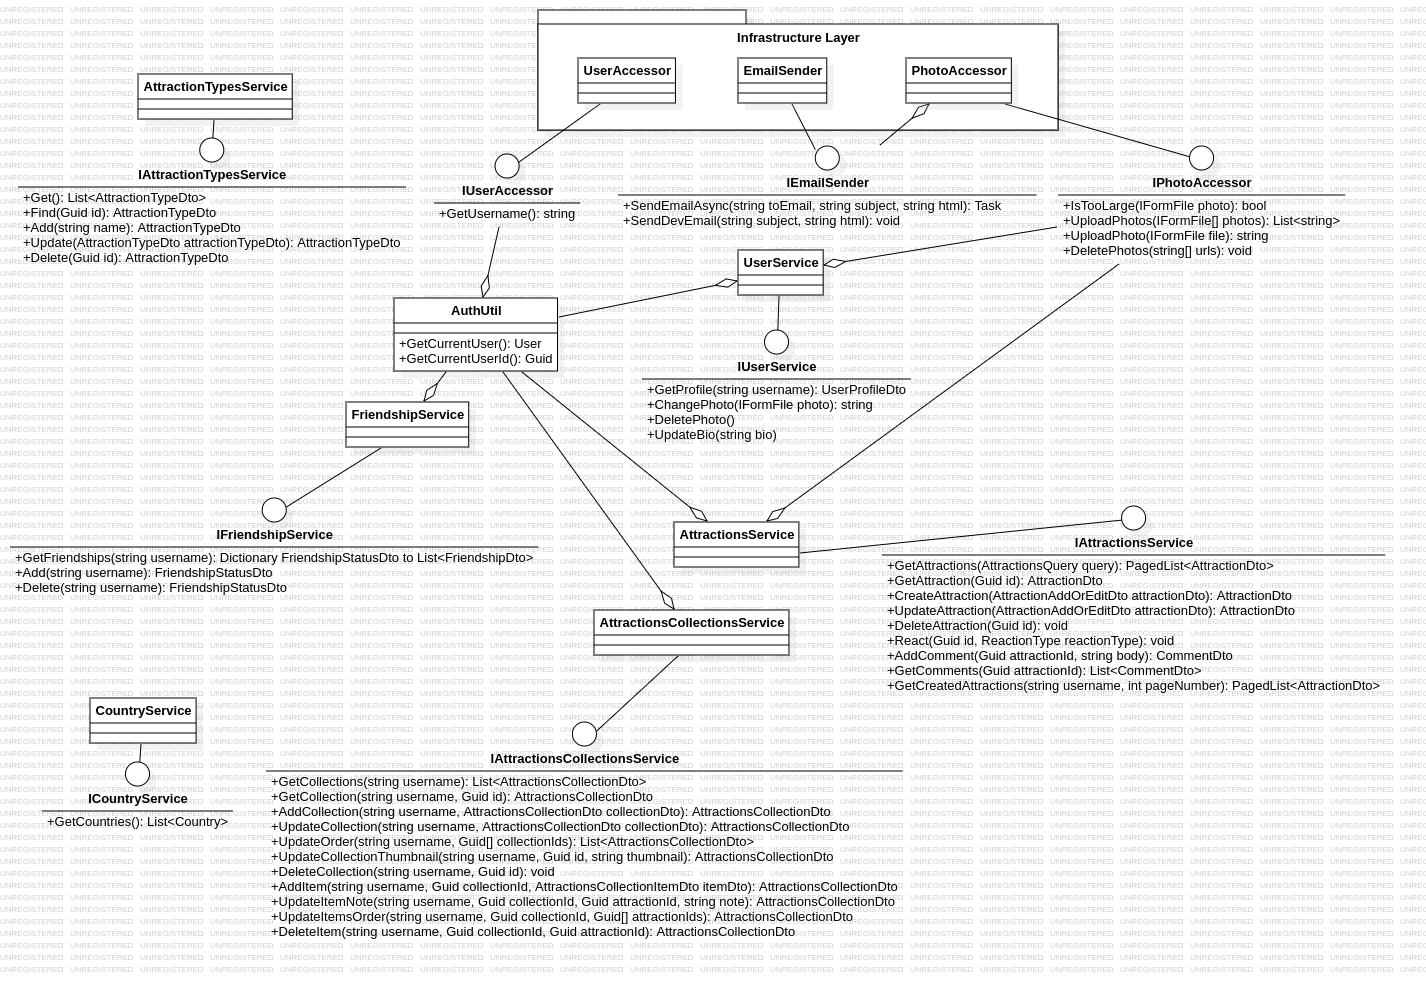 Infrastructure Layer
UserAccessor
EmailSender
PhotoAccessor
AttractionTypesService
IAttractionTypesService
+Get(): List<AttractionTypeDto>
+Find(Guid id): AttractionTypeDto
+Add(string name): AttractionTypeDto
+Update(AttractionTypeDto attractionTypeDto): AttractionTypeDto
+Delete(Guid id): AttractionTypeDto
IUserAccessor
+GetUsername(): string
IEmailSender
+SendEmailAsync(string toEmail, string subject, string html): Task
+SendDevEmail(string subject, string html): void
IPhotoAccessor
+IsTooLarge(IFormFile photo): bool
+UploadPhotos(IFormFile[] photos): List<string>
+UploadPhoto(IFormFile file): string
+DeletePhotos(string[] urls): void
UserService
AuthUtil
+GetCurrentUser(): User
+GetCurrentUserId(): Guid
IUserService
+GetProfile(string username): UserProfileDto
+ChangePhoto(IFormFile photo): string
+DeletePhoto()
+UpdateBio(string bio)
FriendshipService
IFriendshipService
+GetFriendships(string username): Dictionary FriendshipStatusDto to List<FriendshipDto>
+Add(string username): FriendshipStatusDto
+Delete(string username): FriendshipStatusDto
AttractionsService
IAttractionsService
+GetAttractions(AttractionsQuery query): PagedList<AttractionDto>
+GetAttraction(Guid id): AttractionDto
+CreateAttraction(AttractionAddOrEditDto attractionDto): AttractionDto
+UpdateAttraction(AttractionAddOrEditDto attractionDto): AttractionDto
+DeleteAttraction(Guid id): void
+React(Guid id, ReactionType reactionType): void
+AddComment(Guid attractionId, string body): CommentDto
+GetComments(Guid attractionId): List<CommentDto>
+GetCreatedAttractions(string username, int pageNumber): PagedList<AttractionDto>
AttractionsCollectionsService
CountryService
ICountryService
+GetCountries(): List<Country>
IAttractionsCollectionsService
+GetCollections(string username): List<AttractionsCollectionDto>
+GetCollection(string username, Guid id): AttractionsCollectionDto
+AddCollection(string username, AttractionsCollectionDto collectionDto): AttractionsCollectionDto
+UpdateCollection(string username, AttractionsCollectionDto collectionDto): AttractionsCollectionDto
+UpdateOrder(string username, Guid[] collectionIds): List<AttractionsCollectionDto>
+UpdateCollectionThumbnail(string username, Guid id, string thumbnail): AttractionsCollectionDto
+DeleteCollection(string username, Guid id): void
+AddItem(string username, Guid collectionId, AttractionsCollectionItemDto itemDto): AttractionsCollectionDto
+UpdateItemNote(string username, Guid collectionId, Guid attractionId, string note): AttractionsCollectionDto
+UpdateItemsOrder(string username, Guid collectionId, Guid[] attractionIds): AttractionsCollectionDto
+DeleteItem(string username, Guid collectionId, Guid attractionId): AttractionsCollectionDto
UNREGISTERED